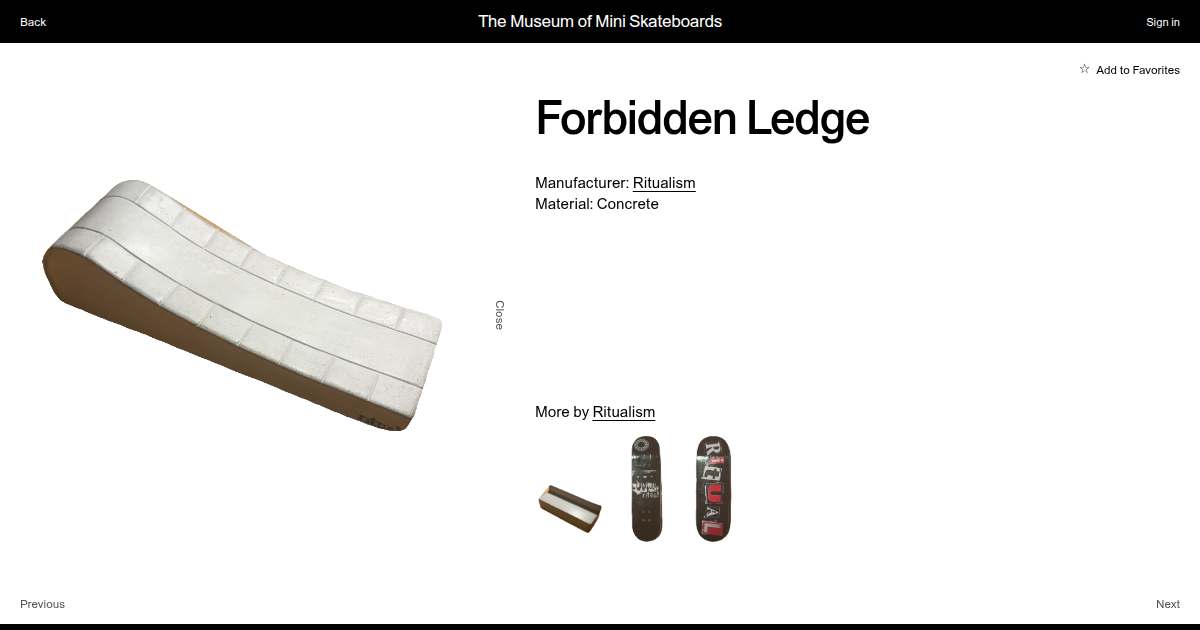 Back
The Museum of Mini Skateboards
Sign in
☆ Add to Favorites
Forbidden Ledge
Manufacturer: Ritualism
Material: Concrete
Close
More by Ritualism
RITUAL
Previous
Next